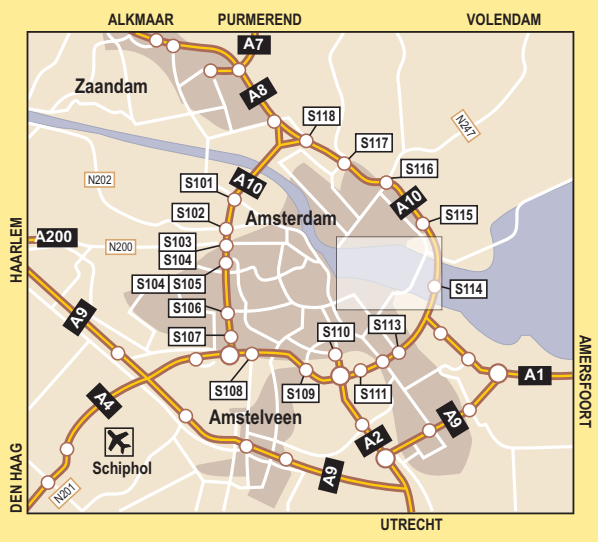 ALKMAAR PURMEREND VOLENDAM
A7
Zaandam
A8
S118
N247
S117
S116
N202
S101
A10
A10
S102
Amsterdam
S115
A200
N200
S103
S104
S104 S105
S114
HAARLEM
A9
S106
S107
S110
S113
S108
S109
S111
A1
AMERSFOORT
A4
Amstelveen
A9
A2
Schiphol
A9
DEN HAAG
N201
UTRECHT